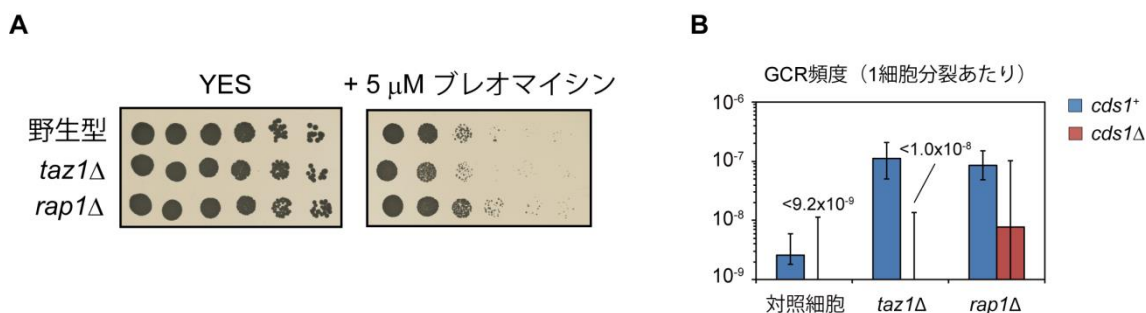 A
YES
+ 5 μM ブレオマイシン
野生型
taz1Δ
rap1Δ
B
GCR頻度（1細胞分裂あたり）
10-6
10-7
10-8
10-9
<9.2x10-9
<1.0x10-8
cds1+
cds1Δ
対照細胞
taz1Δ
rap1Δ